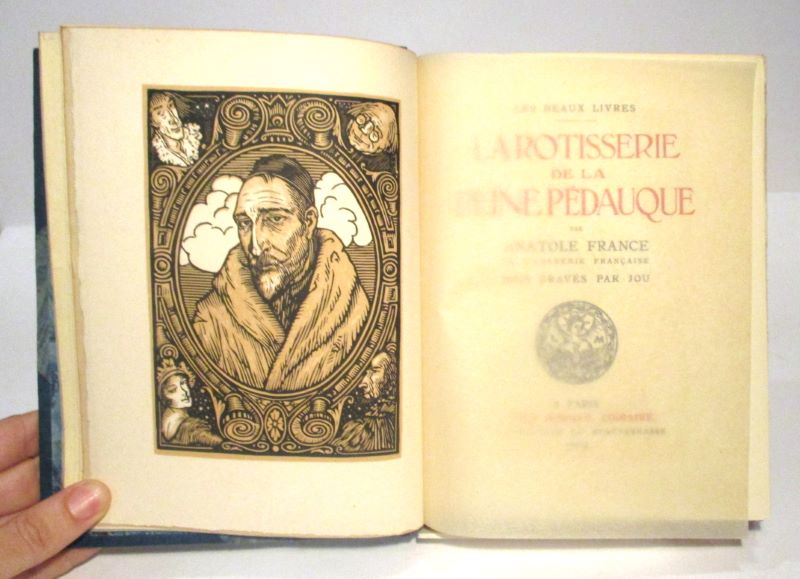 LES BEAUX LIVRES
LA ROTISSERIE
DE LA
REINE PÉDAUQUE
PAR
ANATOLE FRANCE
DE L'ACADÉMIE FRANÇAISE
BOIS GRAVÉS PAR JOU
A PARIS
LIBRAIRE